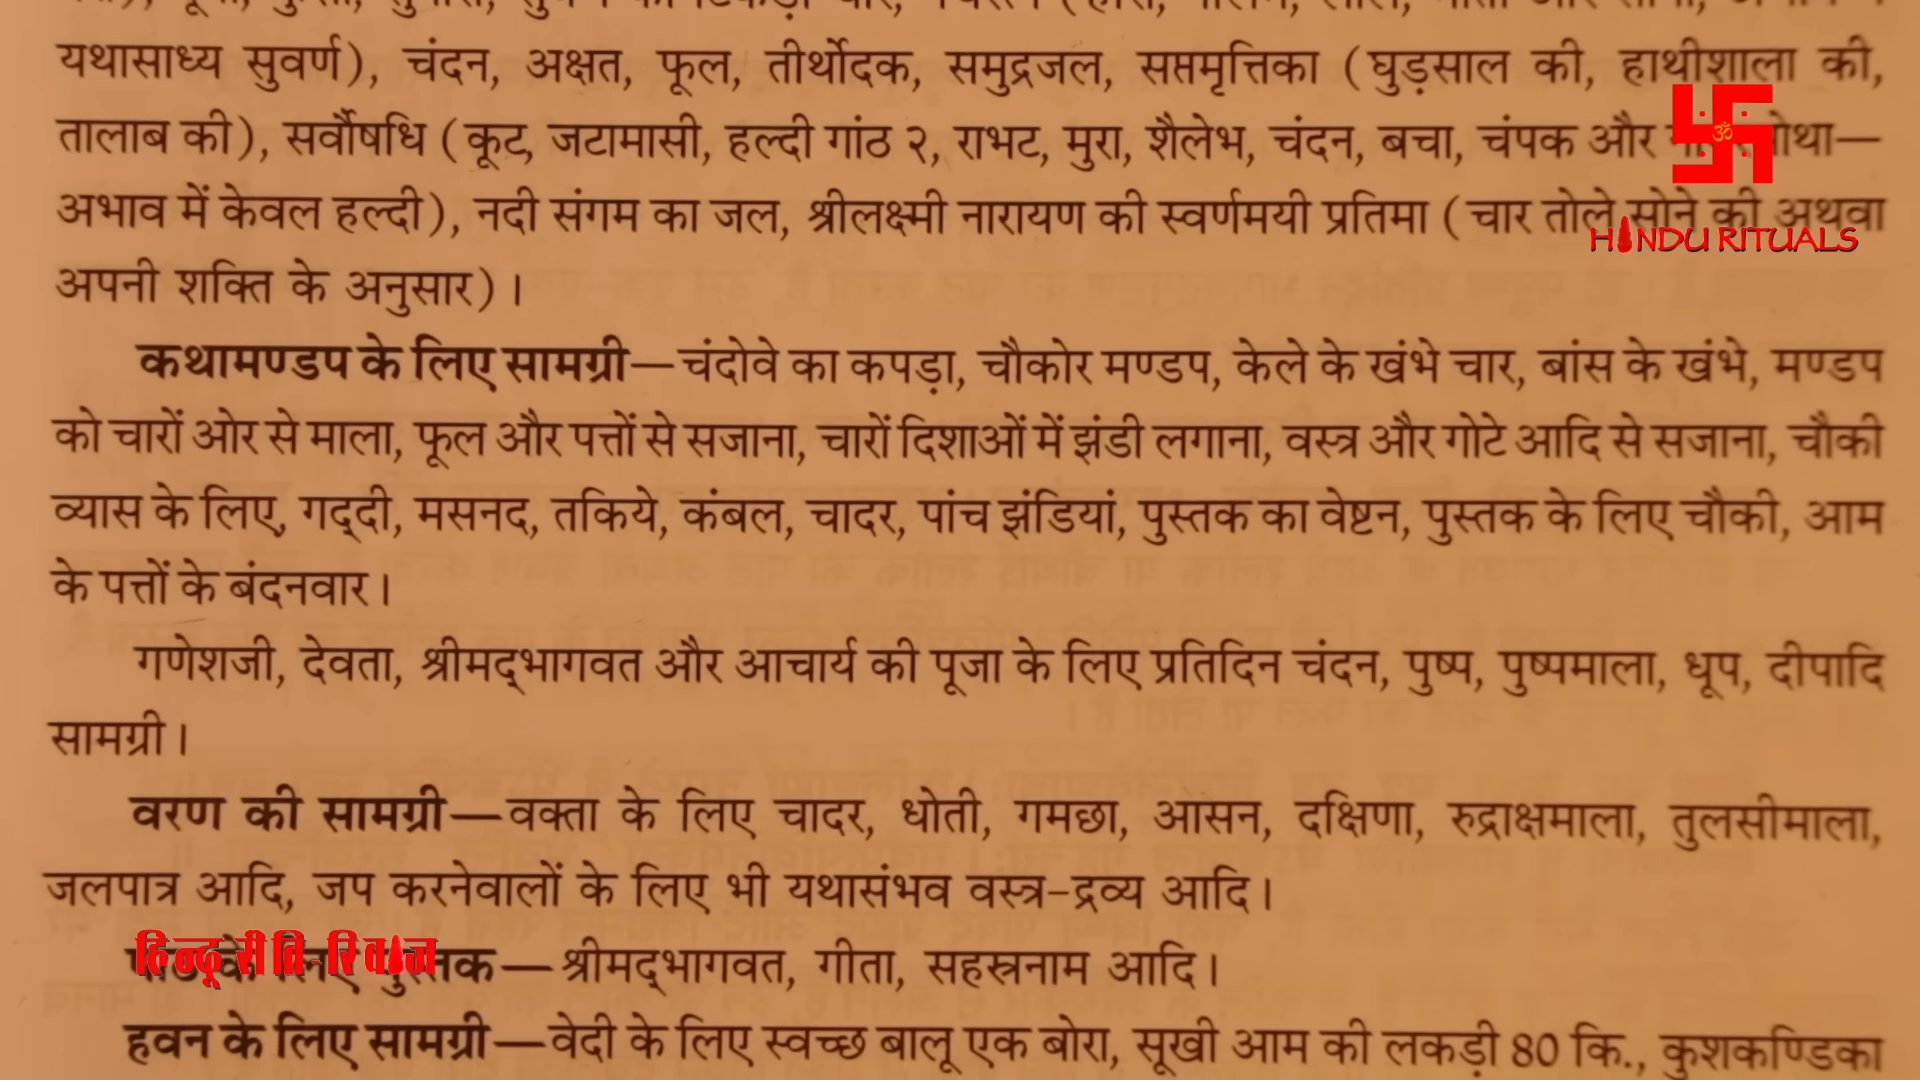 यथासाध्य सुवर्ण), चंदन, अक्षत, फूल, तीर्थोदक, समुद्रजल, सप्तमृत्तिका (घुड़साल की, हाथीशाला की,
तालाब की), सर्वौषधि (कूट, जटामासी, हल्दी गांठ २, राभट, मुरा, शैलेभ, चंदन, बचा, चंपक और
ॐ
अभाव में केवल हल्दी), नदी संगम का जल, श्रीलक्ष्मी नारायण की स्वर्णमयी प्रतिमा (चार तोले सोने की अथवा
HINDU RITUALS
अपनी शक्ति के अनुसार)।
कथामण्डप के लिए सामग्री—चंदोवे का कपड़ा, चौकोर मण्डप, केले के खंभे चार, बांस के खंभे, मण्डप
को चारों ओर से माला, फूल और पत्तों से सजाना, चारों दिशाओं में झंडी लगाना, वस्त्र और गोटे आदि से सजाना, चौकी
व्यास के लिए, गद्दी, मसनद, तकिये, कंबल, चादर, पांच झंडियां, पुस्तक का वेष्टन, पुस्तक के लिए चौकी, आम
के पत्तों के बंदनवार।
गणेशजी, देवता, श्रीमद्भागवत और आचार्य की पूजा के लिए प्रतिदिन चंदन, पुष्प, पुष्पमाला, धूप, दीपादि
सामग्री।
वरण की सामग्री—वक्ता के लिए चादर, धोती, गमछा, आसन, दक्षिणा, रुद्राक्षमाला, तुलसीमाला,
जलपात्र आदि, जप करनेवालों के लिए भी यथासंभव वस्त्र-द्रव्य आदि।
हिन्दू रीति-रिवाज
—श्रीमद्भागवत, गीता, सहस्रनाम आदि।
हवन के लिए सामग्री—वेदी के लिए स्वच्छ बालू एक बोरा, सूखी आम की लकड़ी 80 कि., कुशकण्डिका